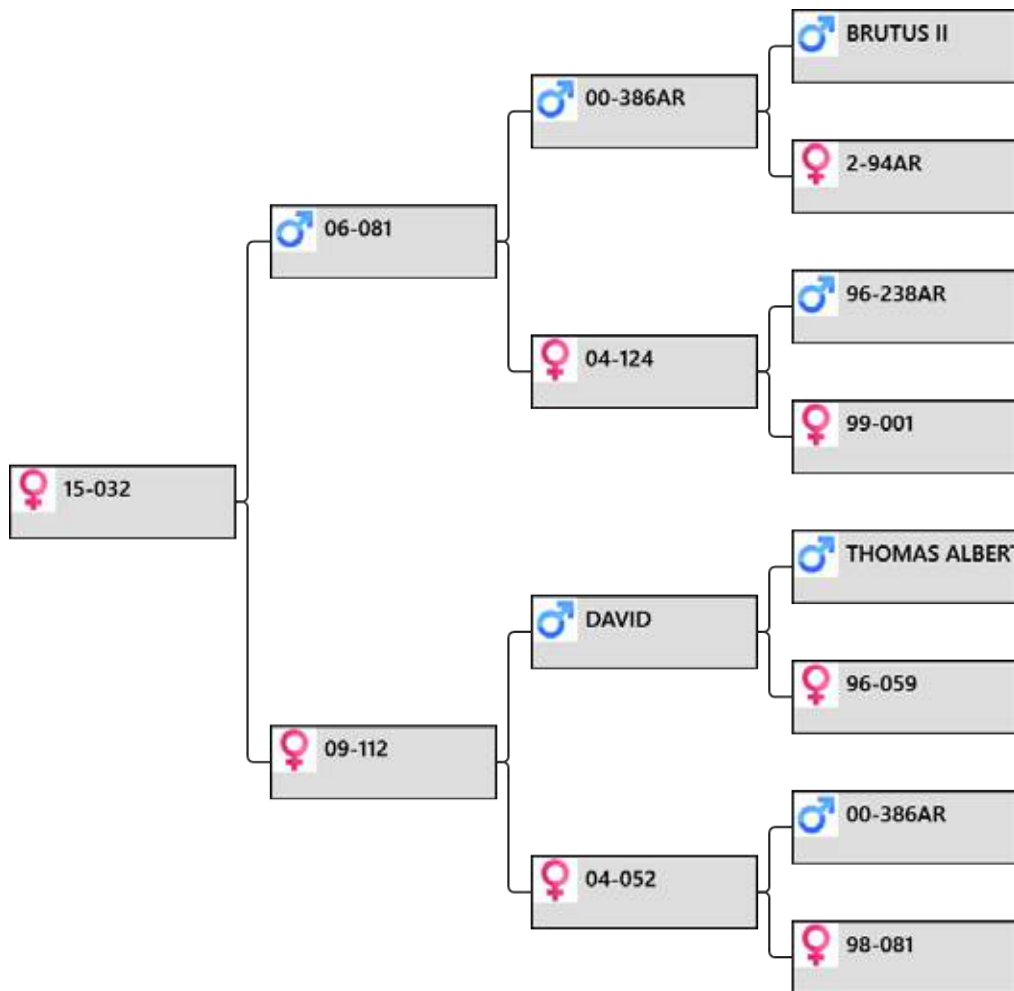 BRUTUS II
00-386AR
2-94AR
06-081
96-238AR
04-124
99-001
15-032
THOMAS ALBERT
DAVID
96-059
09-112
00-386AR
04-052
98-081